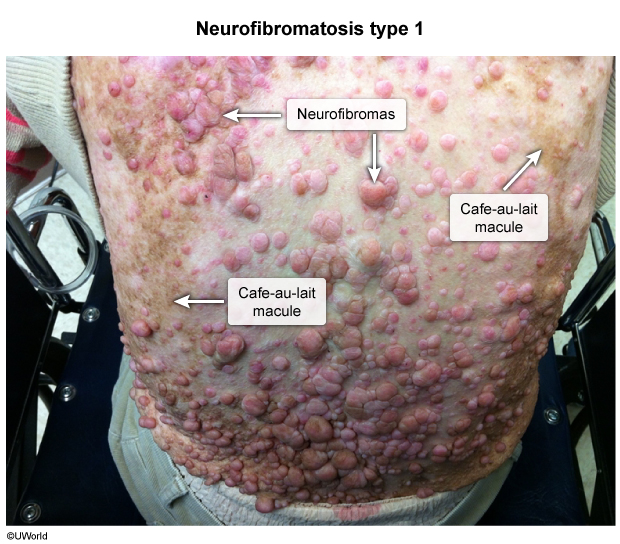 Neurofibromatosis type 1
Neurofibromas
Cafe-au-lait
macule
Cafe-au-lait
macule
©UWorld